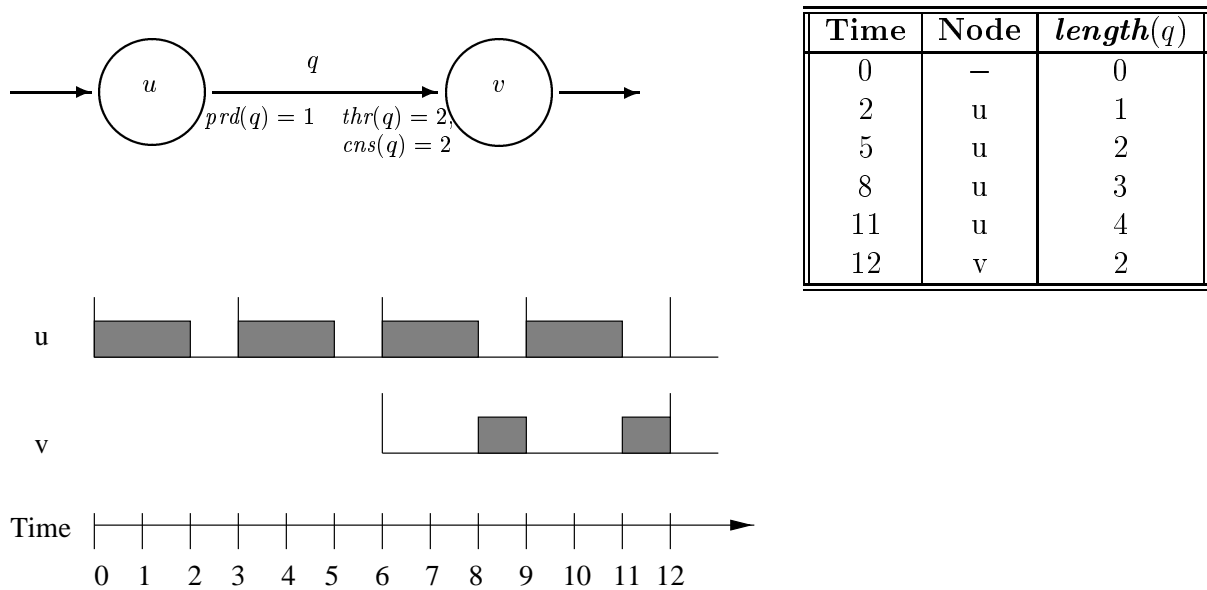 u
q
v
prd(q) = 1
thr(q) = 2,
cns(q) = 2
Time Node length(q)
0 – 0
2 u 1
5 u 2
8 u 3
11 u 4
12 v 2
u
v
Time
0 1 2 3 4 5 6 7 8 9 10 11 12